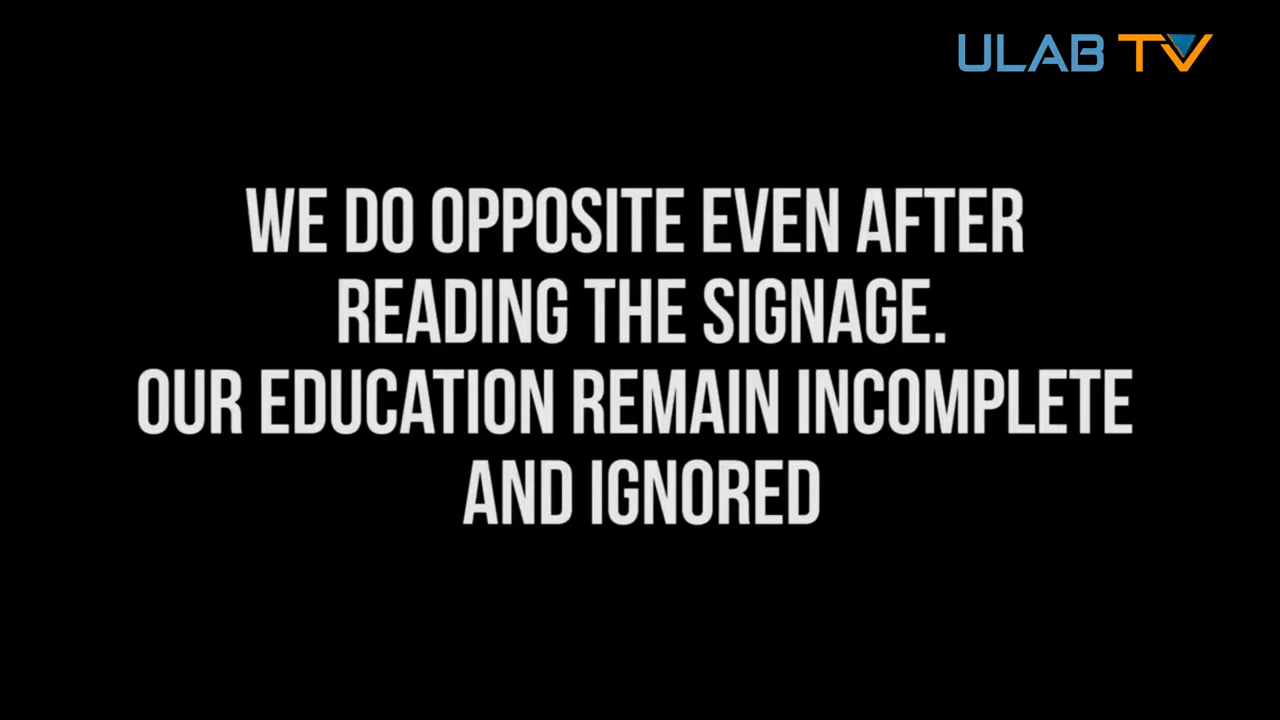 ULAB TV
WE DO OPPOSITE EVEN AFTER
READING THE SIGNAGE.
OUR EDUCATION REMAIN INCOMPLETE
AND IGNORED